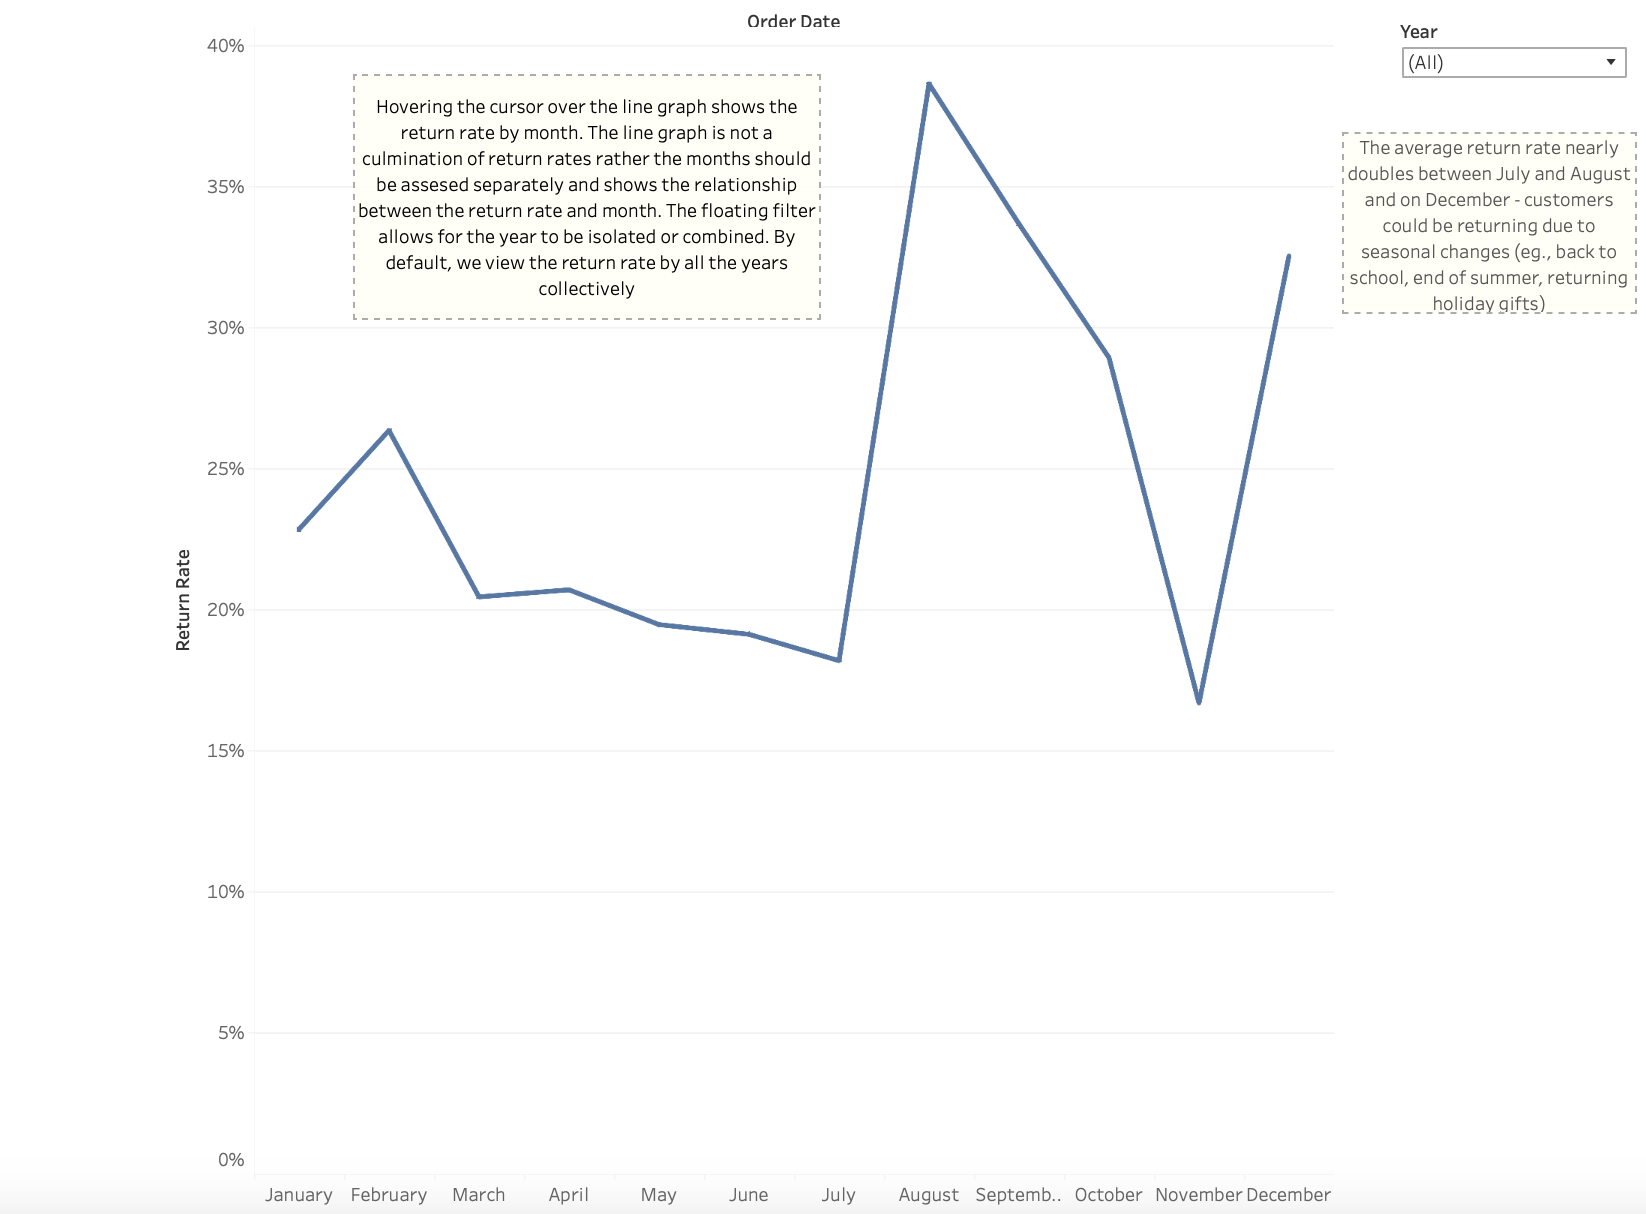 Order Date
40%
35%
30%
25%
20%
15%
10%
5%
0%
Return Rate
Hovering the cursor over the line graph shows the
return rate by month. The line graph is not a
culmination of return rates rather the months should
be assesed separately and shows the relationship
between the return rate and month. The floating filter
allows for the year to be isolated or combined. By
default, we view the return rate by all the years
collectively
Year
(All)
The average return rate nearly
doubles between July and August
and on December - customers
could be returning due to
seasonal changes (eg., back to
school, end of summer, returning
holiday gifts)
January February March April May June July August Septemb.. October November December